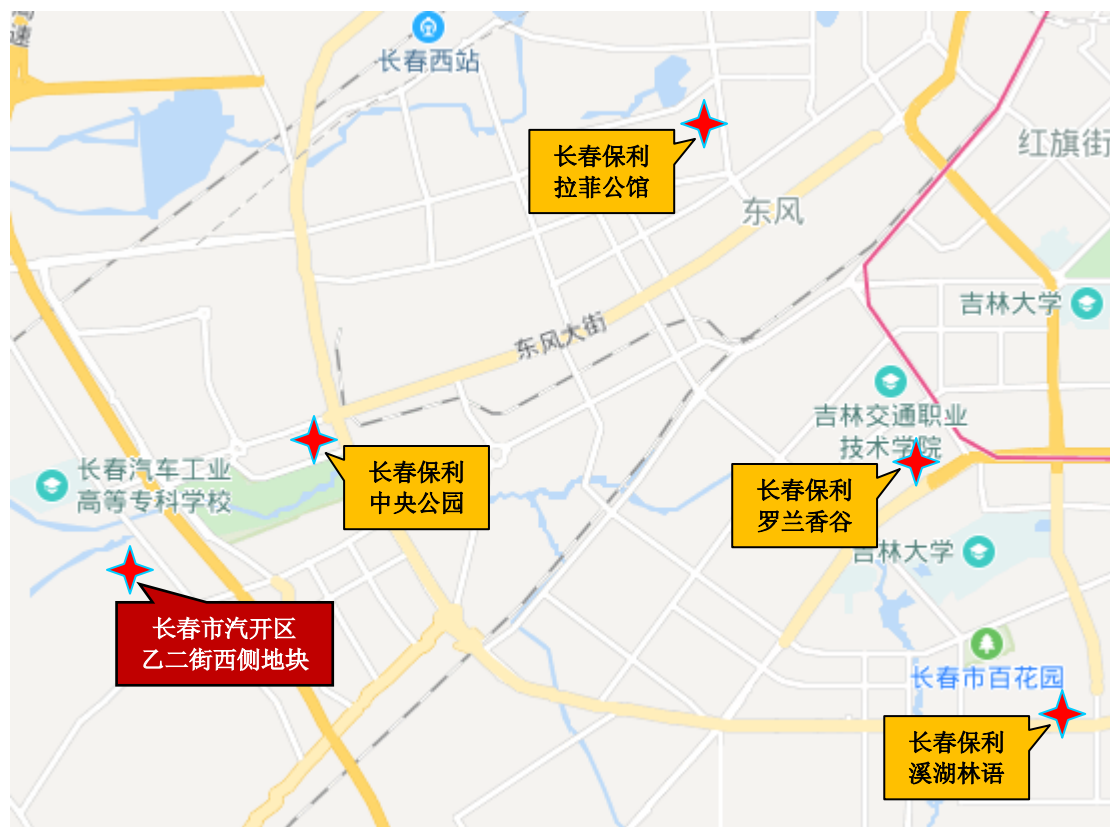 高
速
长春西站
长春保利
拉菲公馆
红旗街
东风
吉林大学
东风大街
吉林交通职业
技术学院
长春汽车工业
高等专科学校
长春保利
中央公园
长春保利
罗兰香谷
吉林大学
长春市汽开区
乙二街西侧地块
长春市百花园
长春保利
溪湖林语